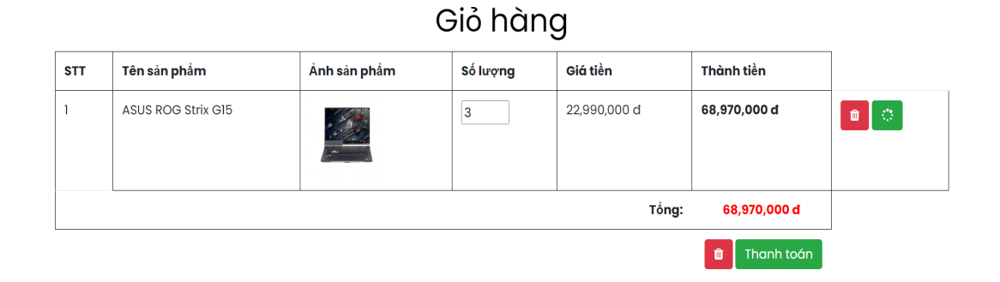 Giỏ hàng
STT Tên sản phẩm Ảnh sản phẩm Số lượng Giá tiền Thành tiền
1 ASUS ROG Strix G15 3 22,990,000 đ 68,970,000 đ
Tổng: 68,970,000 đ
Thanh toán